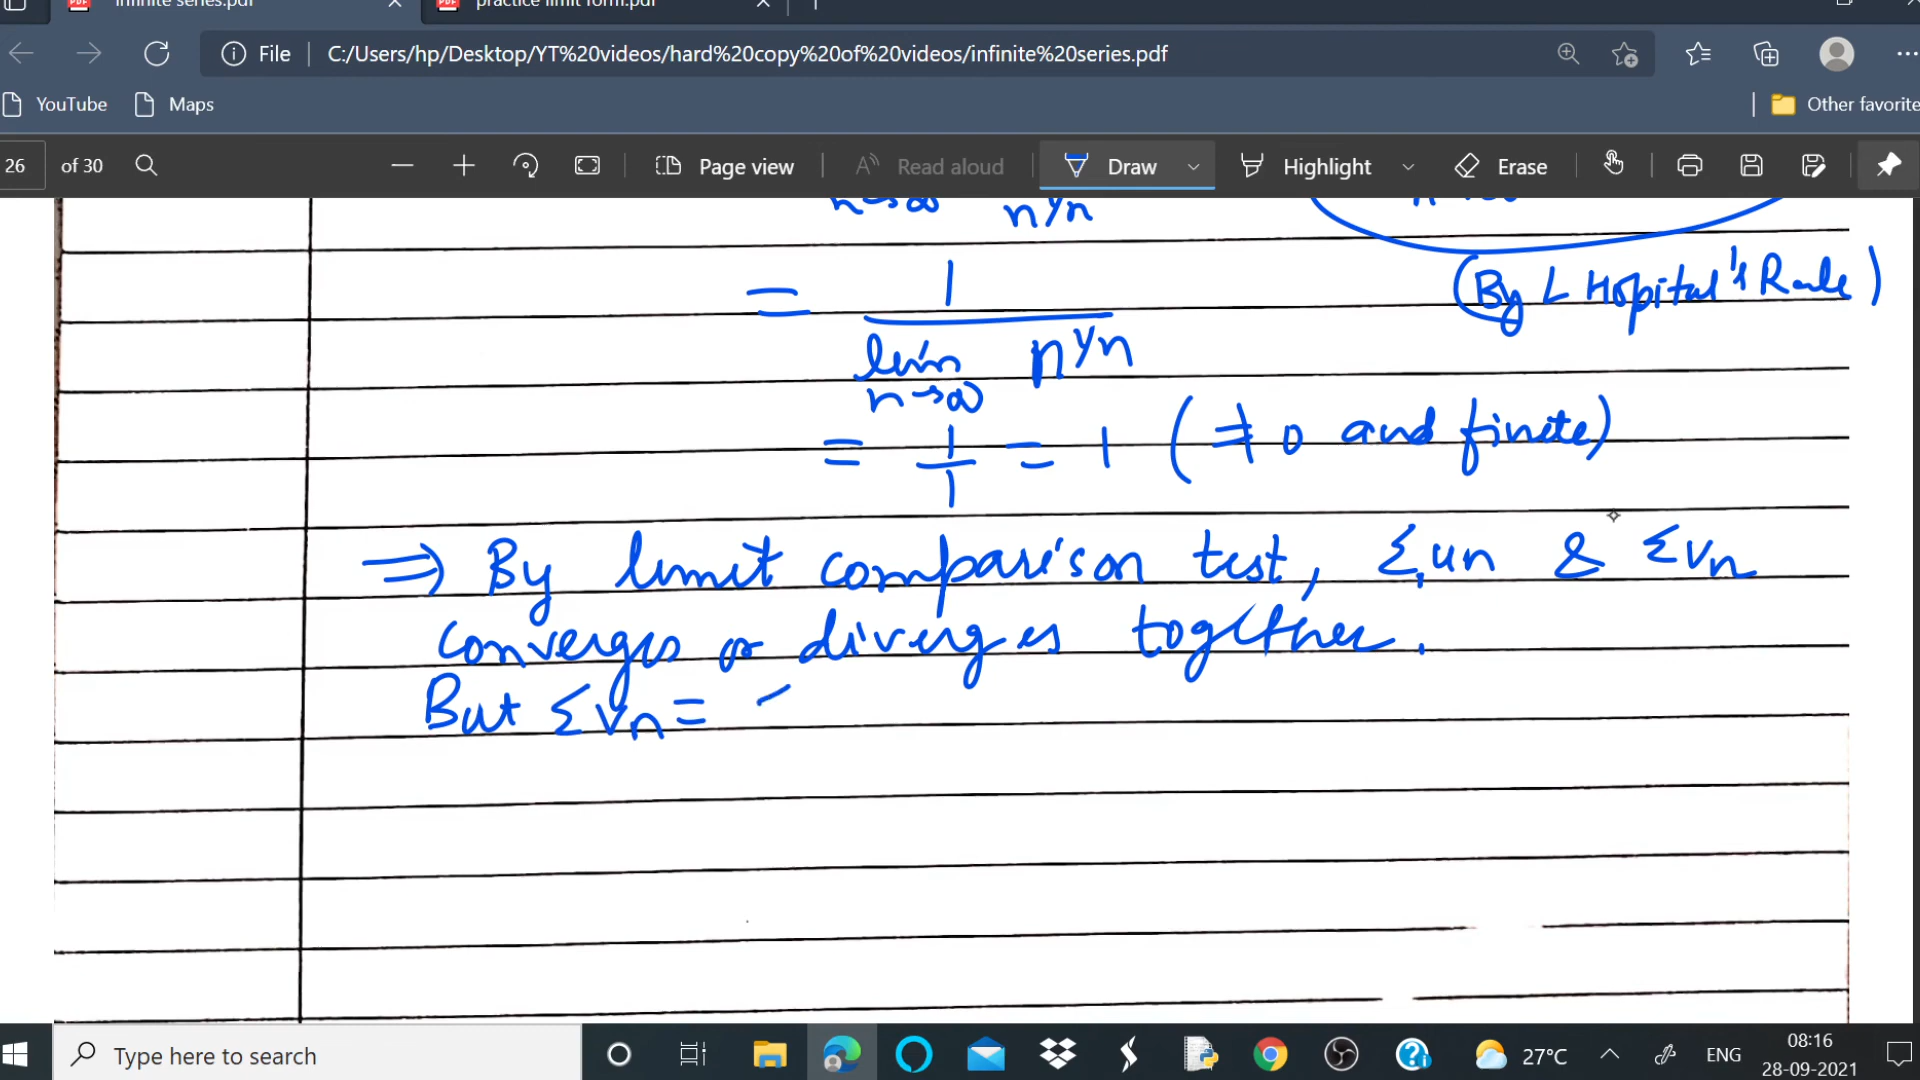 infinite series.pdf
practice limit form.pdf
File C:/Users/hp/Desktop/YT%20videos/hard%20copy%20of%20videos/infinite%20series.pdf
YouTube Maps Other favorite
26 of 30 Page view Read aloud Draw Highlight Erase
n→∞ n^1/n
= 1
(By L Hopital's Rule)
lim n^1/n
n→∞
= 1/1 = 1 (≠ 0 and finite)
⇒ By limit comparison test, Σun & Σvn
converges or diverges together.
But Σvn =
Type here to search 27°C ENG 08:16
28-09-2021